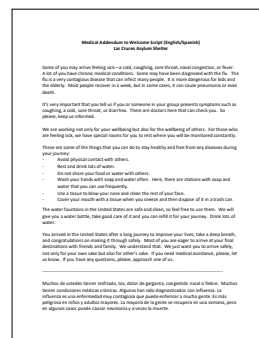 Medical Addendum to Welcome Script (English/Spanish)
Las Cruces Asylum Shelter
Some of you may arrive feeling sick—a cold, coughing, sore throat, nasal congestion, or fever.
A lot of you have chronic medical conditions. Some may have been diagnosed with the flu. The
flu is a very contagious disease that can infect many people. It is more dangerous for kids and
the elderly. Most people recover in a week, but in some cases, it can cause pneumonia or even
death.
It's very important that you tell us if you or someone in your group presents symptoms such as
coughing, a cold, sore throat, or diarrhea. There are doctors here that can check you. So
please, keep us informed.
We are working not only for your wellbeing but also for the wellbeing of others. For those who
are feeling sick, we have special rooms for you to rest where you will be monitored constantly.
These are some of the things that you can do to stay healthy and free from any diseases during
your journey:
- Avoid physical contact with others.
- Rest and drink lots of water.
- Do not share your food or water with others.
- Wash your hands with soap and water often. Here, there are stations with soap and
water that you can use frequently.
- Use a tissue to blow your nose and clean the rest of your face.
- Cover your mouth with a tissue when you sneeze and then dispose of it in a trash can.
The water fountains in the United States are safe and clean, so feel free to use them. We will
give you a water bottle, take good care of it and you can refill it for your journey. Drink lots of
water.
You arrived in the United States after a long journey to improve your lives; take a deep breath,
and congratulations on making it through safely. Most of you are eager to arrive at your final
destinations with friends and family. We understand that. We just want you to arrive safely,
not only for your own sake but also for other's sake. If you need medical assistance, please, let
us know. If you have any questions, please, approach one of us.
Muchos de ustedes tienen resfriado, tos, dolor de garganta, congestión nasal o fiebre. Muchos
tienen condiciones médicas crónicas. Algunos han sido diagnosticados con influenza. La
influenza es una enfermedad muy contagiosa que puede enfermar a mucha gente. Es más
peligrosa en niños y adultos mayores. La mayoría de la gente se recupera en una semana, pero
en algunos casos puede causar neumonía y a veces la muerte.